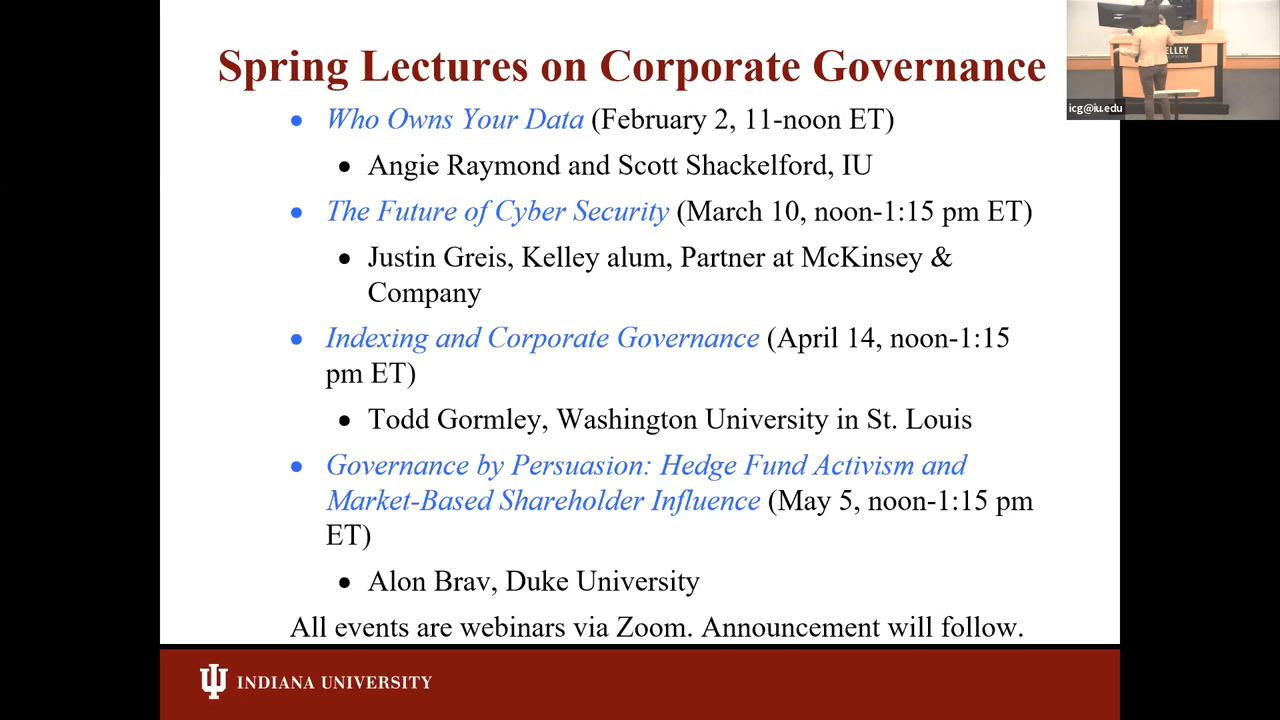 Spring Lectures on Corporate Governance
• Who Owns Your Data (February 2, 11-noon ET)
• Angie Raymond and Scott Shackelford, IU
• The Future of Cyber Security (March 10, noon-1:15 pm ET)
• Justin Greis, Kelley alum, Partner at McKinsey &
Company
• Indexing and Corporate Governance (April 14, noon-1:15
pm ET)
• Todd Gormley, Washington University in St. Louis
• Governance by Persuasion: Hedge Fund Activism and
Market-Based Shareholder Influence (May 5, noon-1:15 pm
ET)
• Alon Brav, Duke University
All events are webinars via Zoom. Announcement will follow.
INDIANA UNIVERSITY
ELLEY
icg@iu.edu